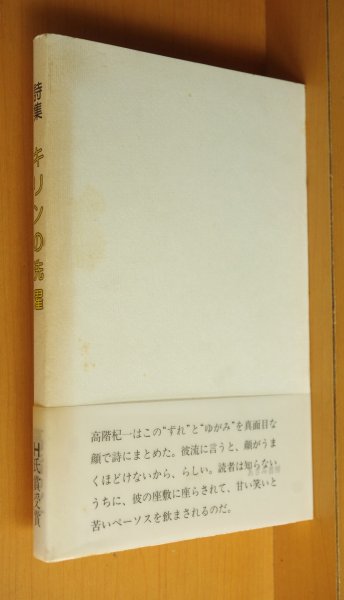 詩集 キリンの洗濯
H氏賞受賞
高階杞一はこの“ずれ”と“ゆがみ”を真面目な
顔で詩にまとめた。彼流に言うと、顔がうま
くほどけないから、らしい。読者は知らない
うちに、彼の座敷に座らされて、甘い笑いと
苦いペーソスを飲まされるのだ。